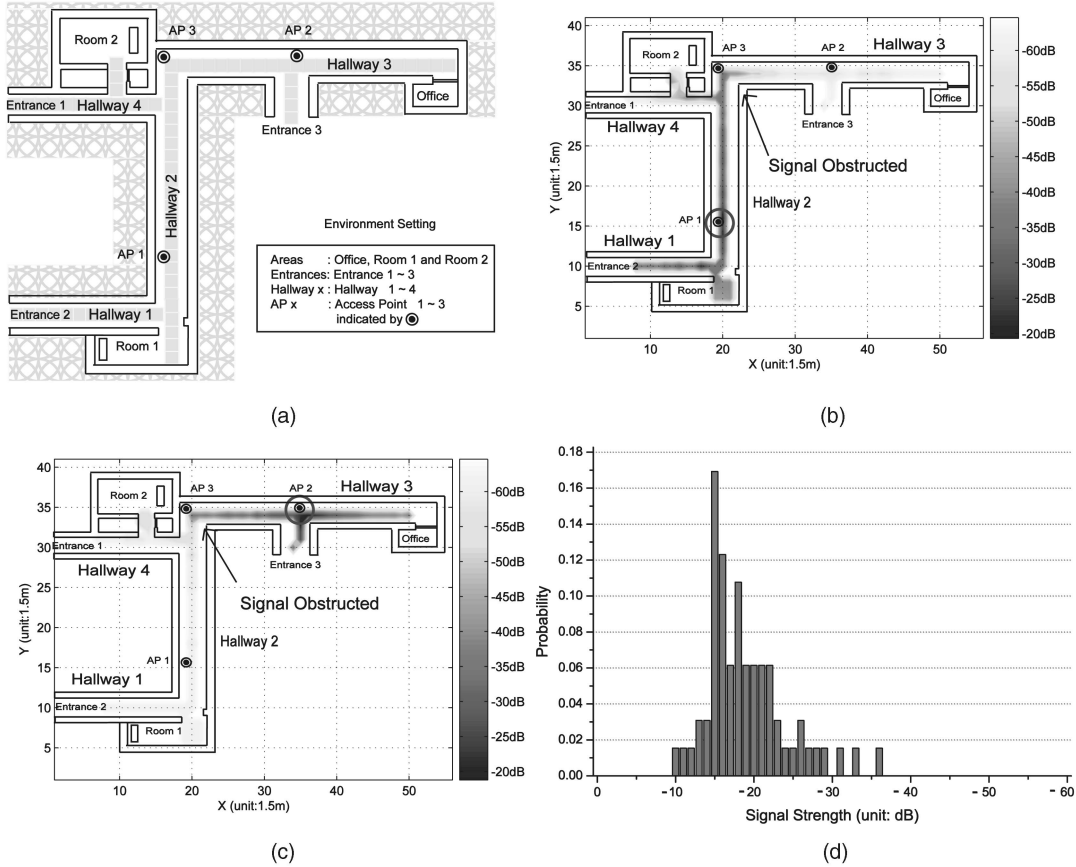 AP 3
AP 2
Room 2
Hallway 3
Entrance 1
Hallway 4
Office
Entrance 3
Hallway 2
AP 1
Entrance 2
Hallway 1
Room 1
Environment Setting
Areas : Office, Room 1 and Room 2
Entrances: Entrance 1 ~ 3
Hallway x : Hallway 1 ~ 4
AP x : Access Point 1 ~ 3
indicated by
(a)
40
35
30
25
20
15
10
5
Y (unit:1.5m)
10
20
30
40
50
X (unit:1.5m)
Room 2
AP 3
AP 2
Hallway 3
Entrance 1
Office
Hallway 4
Entrance 3
Signal Obstructed
AP 1
Hallway 2
Hallway 1
Entrance 2
Room 1
-60dB
-55dB
-50dB
-45dB
-40dB
-35dB
-30dB
-25dB
-20dB
(b)
40
35
30
25
20
15
10
5
Y (unit:1.5m)
10
20
30
40
50
X (unit:1.5m)
Room 2
AP 3
AP 2
Hallway 3
Entrance 1
Office
Hallway 4
Entrance 3
Signal Obstructed
Hallway 2
AP 1
Hallway 1
Entrance 2
Room 1
-60dB
-55dB
-50dB
-45dB
-40dB
-35dB
-30dB
-25dB
-20dB
(c)
0.18
0.16
0.14
0.12
0.10
0.08
0.06
0.04
0.02
0.00
Probability
0
-10
-20
-30
-40
-50
-60
Signal Strength (unit: dB)
(d)